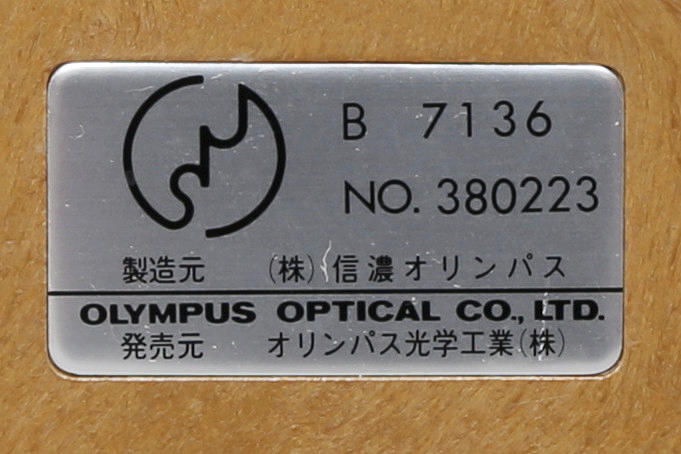 B 7136
NO. 380223
製造元 (株)信濃オリンパス
OLYMPUS OPTICAL CO., LTD.
発売元 オリンパス光学工業(株)